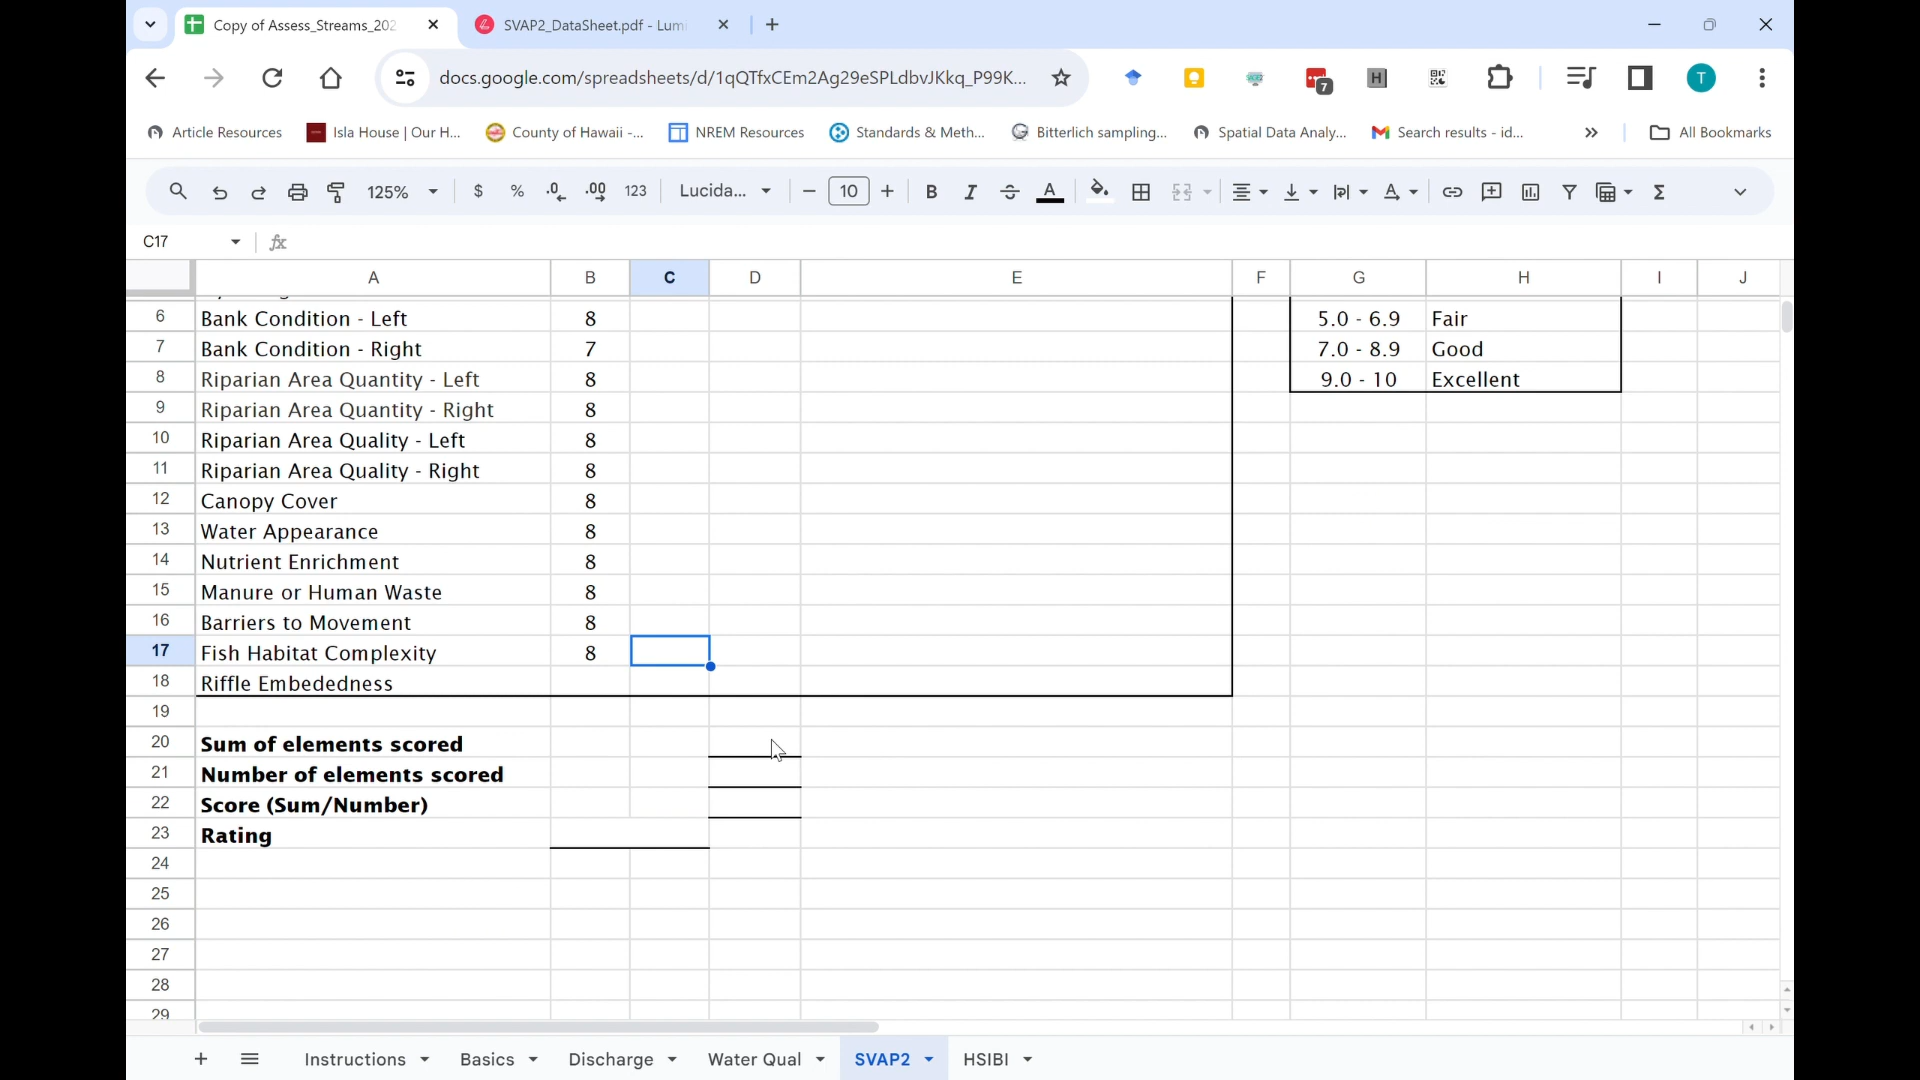 Copy of Assess_Streams_202
SVAP2_DataSheet.pdf - Lumi
docs.google.com/spreadsheets/d/1qQTfxCEm2Ag29eSPLdbvJKkq_P99K...
7
H
T
Article Resources
Isla House | Our H...
County of Hawaii -...
NREM Resources
Standards & Meth...
Bitterlich sampling...
Spatial Data Analy...
Search results - id...
All Bookmarks
125% $ % .0 .00 123 Lucida... 10 B I A
C17 fx
A B C D E F G H I J
6 Bank Condition - Left 8 5.0 - 6.9 Fair
7 Bank Condition - Right 7 7.0 - 8.9 Good
8 Riparian Area Quantity - Left 8 9.0 - 10 Excellent
9 Riparian Area Quantity - Right 8
10 Riparian Area Quality - Left 8
11 Riparian Area Quality - Right 8
12 Canopy Cover 8
13 Water Appearance 8
14 Nutrient Enrichment 8
15 Manure or Human Waste 8
16 Barriers to Movement 8
17 Fish Habitat Complexity 8
18 Riffle Embededness
19
20 Sum of elements scored
21 Number of elements scored
22 Score (Sum/Number)
23 Rating
24
25
26
27
28
29
Instructions Basics Discharge Water Qual SVAP2 HSIBI